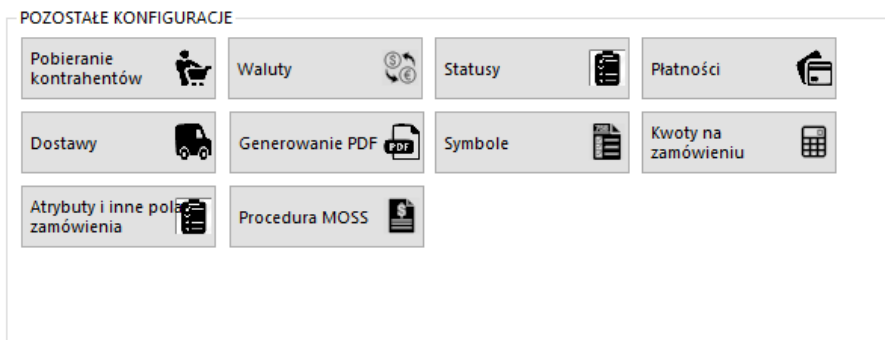 POZOSTAŁE KONFIGURACJE
Pobieranie
kontrahentów
Waluty
Statusy
Płatności
Dostawy
Generowanie PDF
PDF
Symbole
Kwoty na
zamówieniu
Atrybuty i inne pola
zamówienia
Procedura MOSS